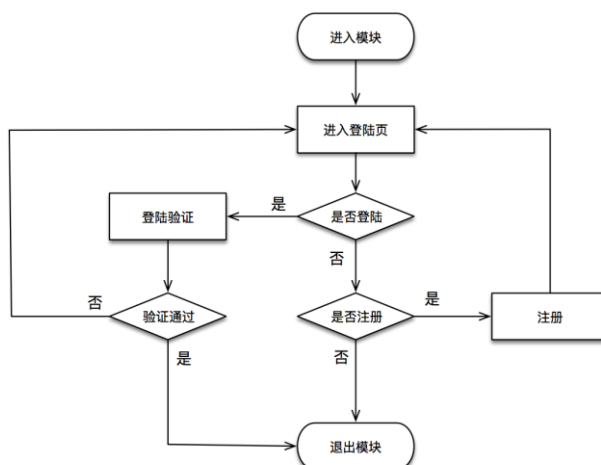 进入模块
进入登陆页
是
登陆验证
是否登陆
否
否
验证通过
是否注册
是
注册
是
否
退出模块